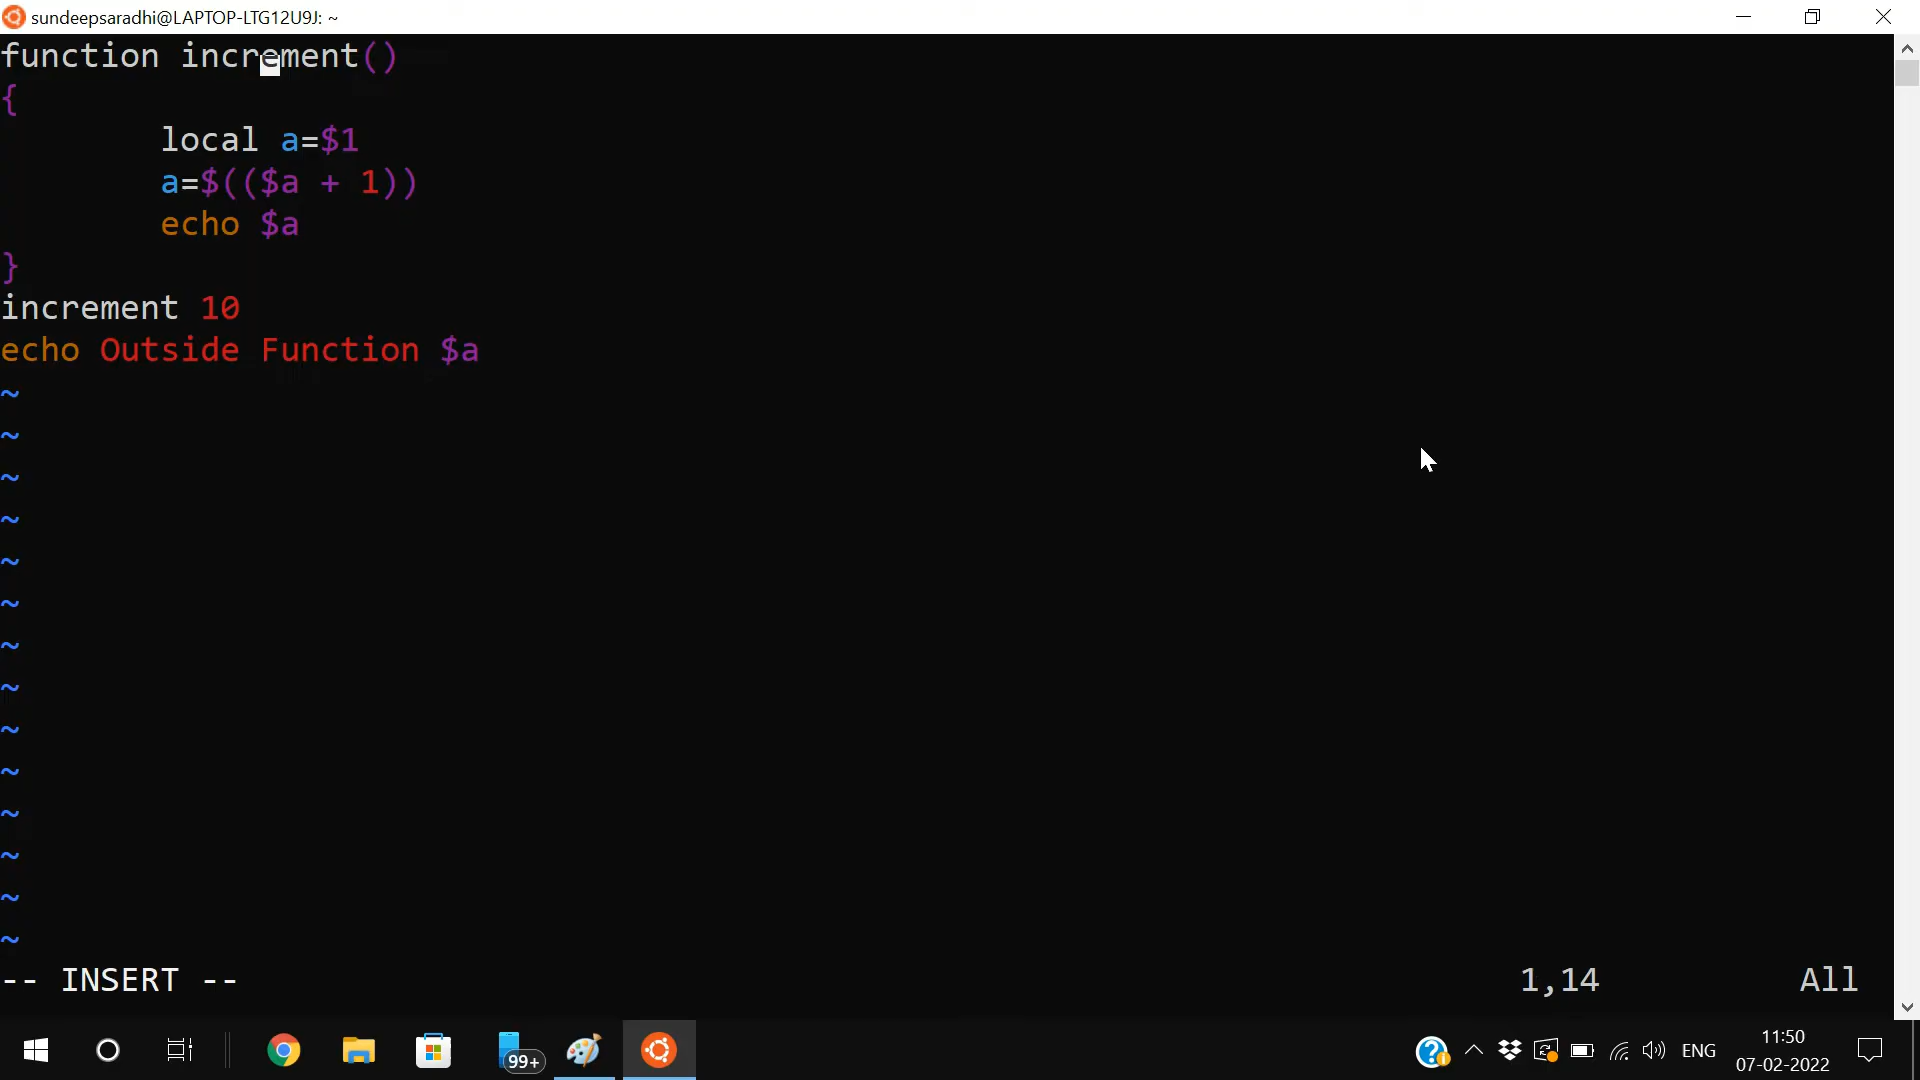 sundeepsaradhi@LAPTOP-LTG12U9J: ~
function increment()
{
        local a=$1
        a=$(($a + 1))
        echo $a
}
increment 10
echo Outside Function $a
~
~
~
~
~
~
~
~
~
~
~
~
~
~
-- INSERT --                    1,14          All
99+
ENG
11:50
07-02-2022